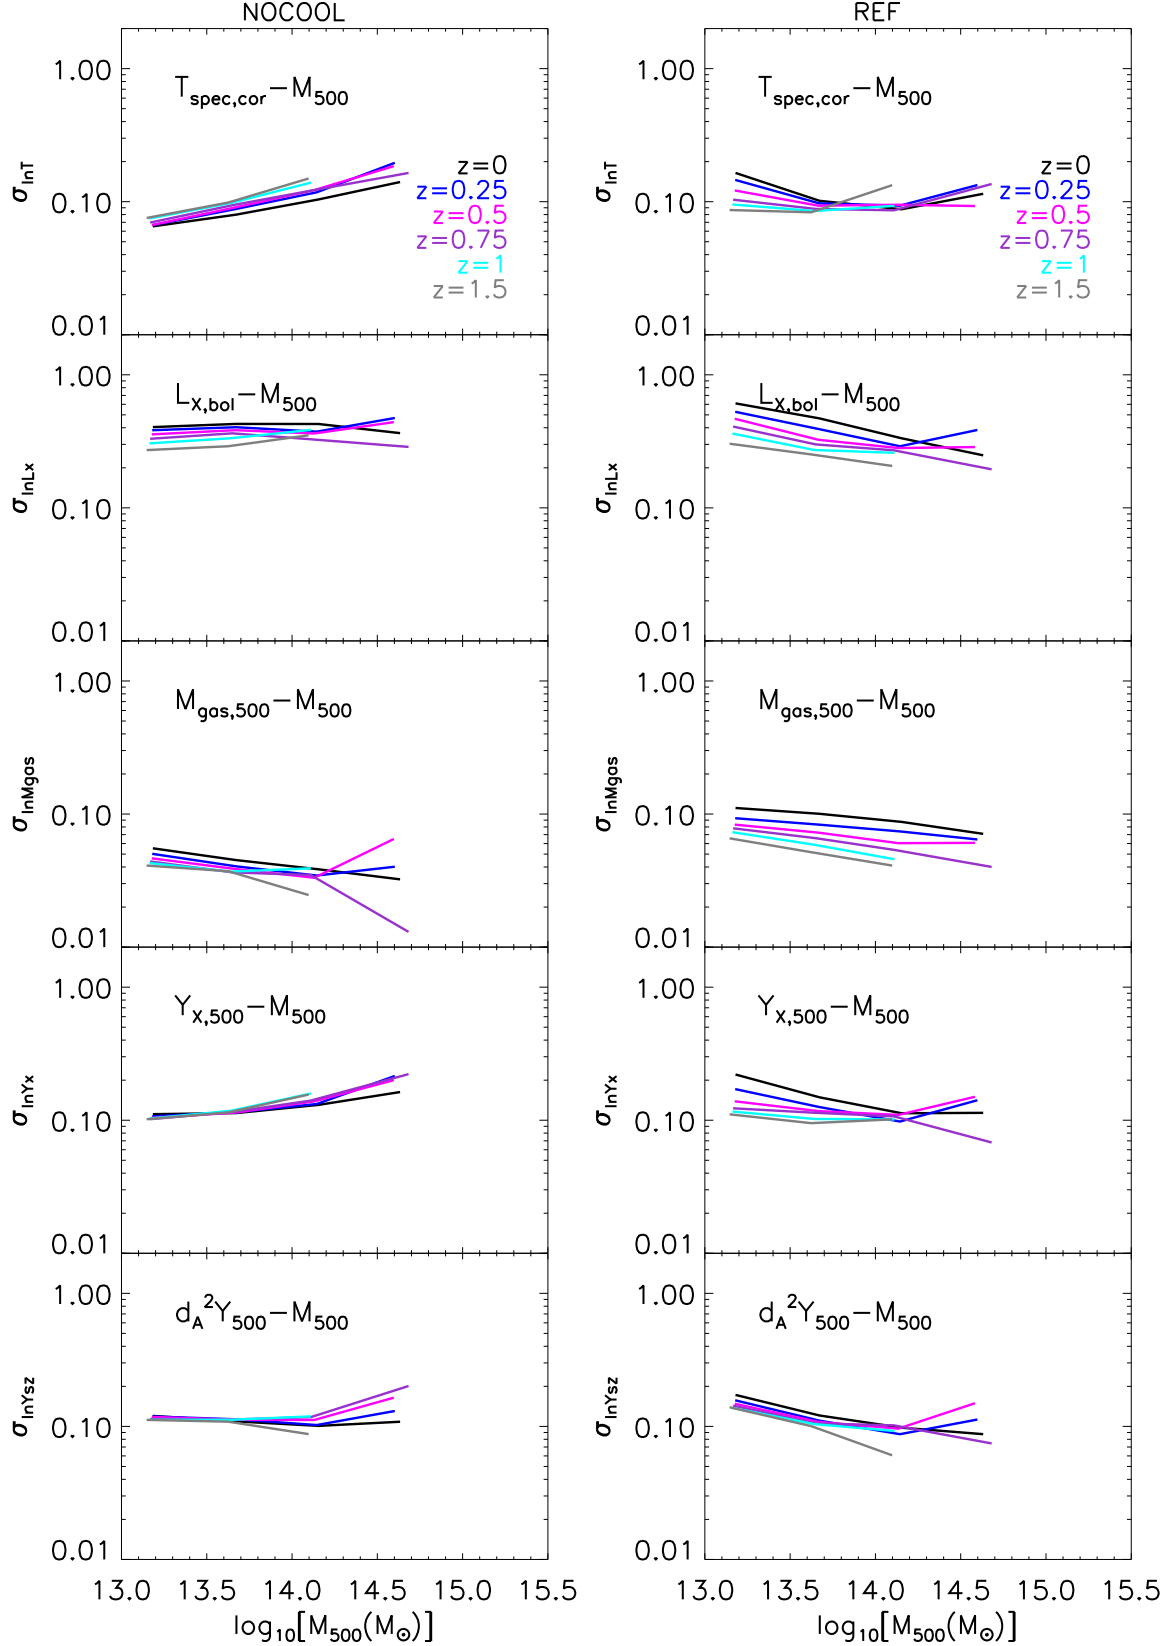 NOCOOL REF
1.00 T_spec,cor−M_500 1.00 T_spec,cor−M_500
σ_lnT z=0 σ_lnT z=0
0.10 z=0.25 0.10 z=0.25
z=0.5 z=0.5
z=0.75 z=0.75
z=1 z=1
z=1.5 z=1.5
0.01 0.01
1.00 L_X,bol−M_500 1.00 L_X,bol−M_500
σ_lnLx σ_lnLx
0.10 0.10
0.01 0.01
1.00 M_gas,500−M_500 1.00 M_gas,500−M_500
σ_lnMgas σ_lnMgas
0.10 0.10
0.01 0.01
1.00 Y_X,500−M_500 1.00 Y_X,500−M_500
σ_lnYx σ_lnYx
0.10 0.10
0.01 0.01
1.00 d_A^2Y_500−M_500 1.00 d_A^2Y_500−M_500
σ_lnYsz σ_lnYsz
0.10 0.10
0.01 0.01
13.0 13.5 14.0 14.5 15.0 15.5 13.0 13.5 14.0 14.5 15.0 15.5
log_10[M_500(M_⊙)] log_10[M_500(M_⊙)]